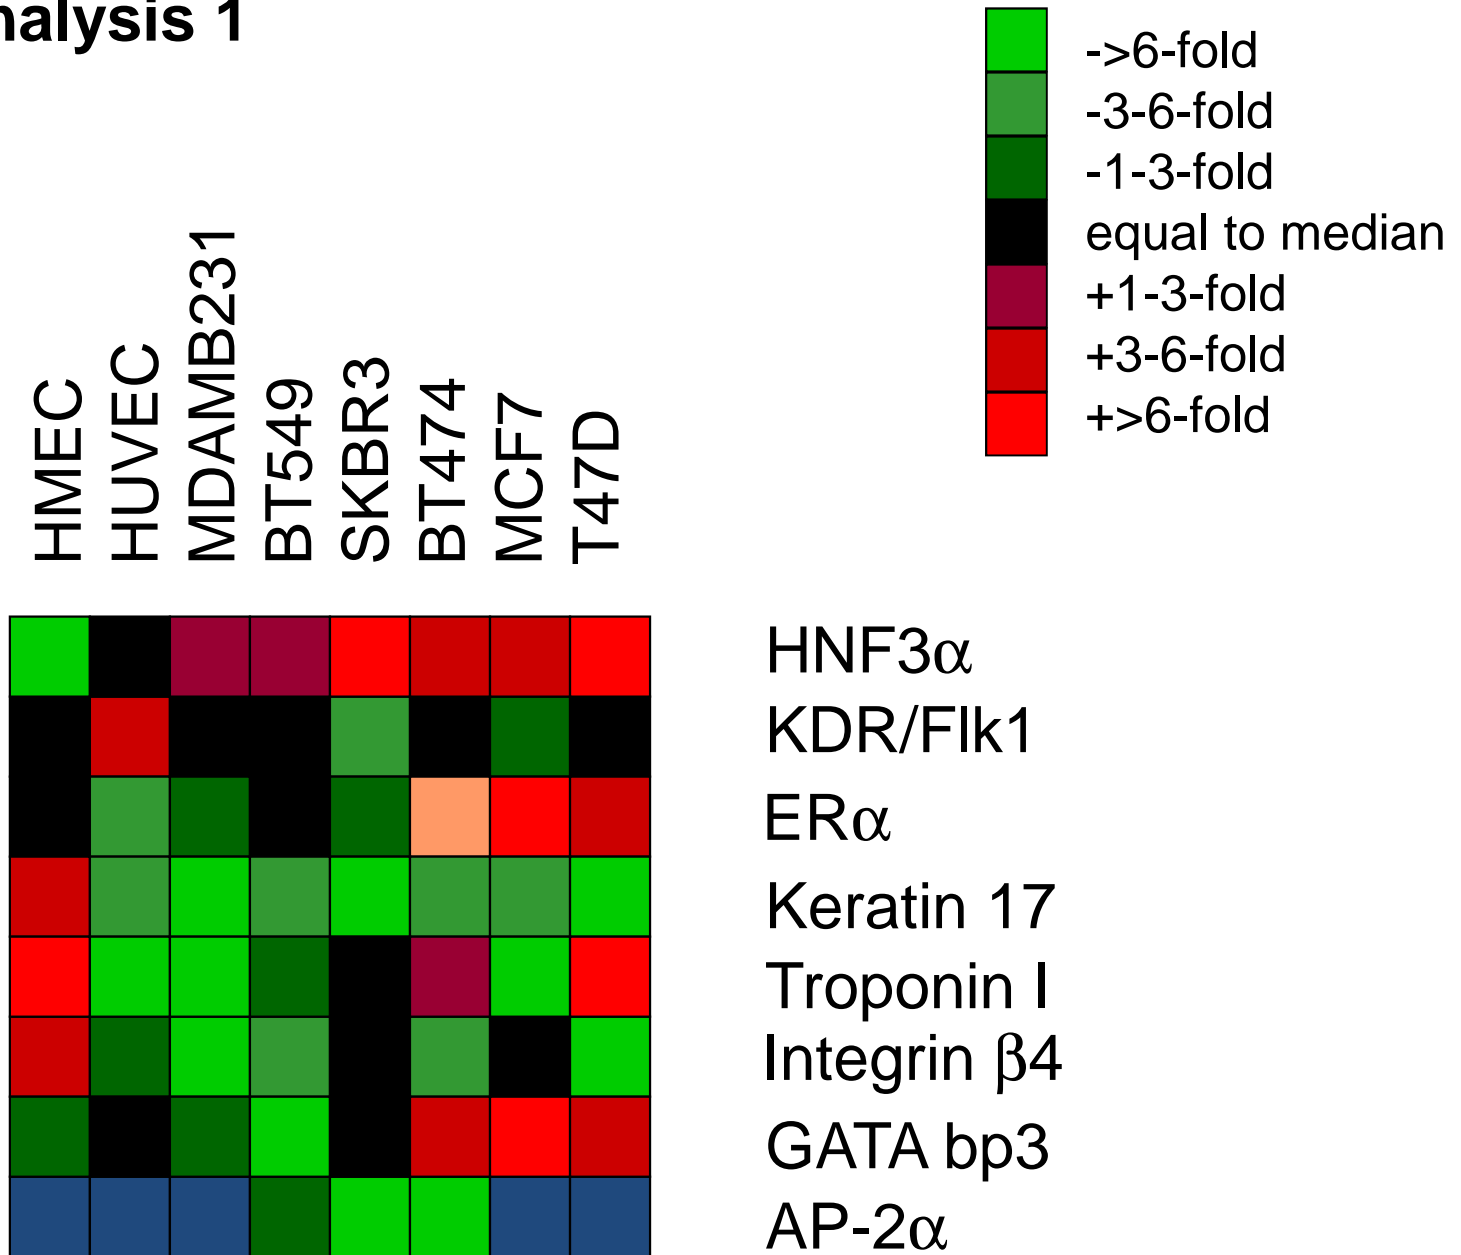 nalysis 1
->6-fold
-3-6-fold
-1-3-fold
equal to median
+1-3-fold
+3-6-fold
+>6-fold
HMEC
HUVEC
MDAMB231
BT549
SKBR3
BT474
MCF7
T47D
HNF3α
KDR/Flk1
ERα
Keratin 17
Troponin I
Integrin β4
GATA bp3
AP-2α